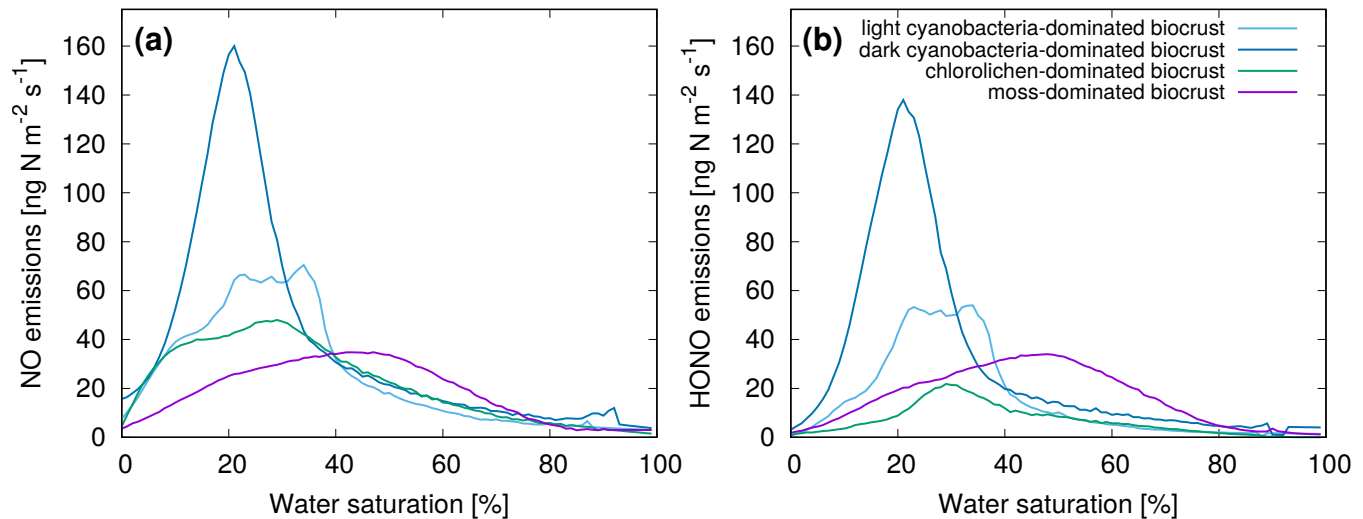 (a)
NO emissions [ng N m⁻² s⁻¹]
160
140
120
100
80
60
40
20
0
0 20 40 60 80 100
Water saturation [%]
(b)
light cyanobacteria-dominated biocrust
dark cyanobacteria-dominated biocrust
chlorolichen-dominated biocrust
moss-dominated biocrust
HONO emissions [ng N m⁻² s⁻¹]
160
140
120
100
80
60
40
20
0
0 20 40 60 80 100
Water saturation [%]